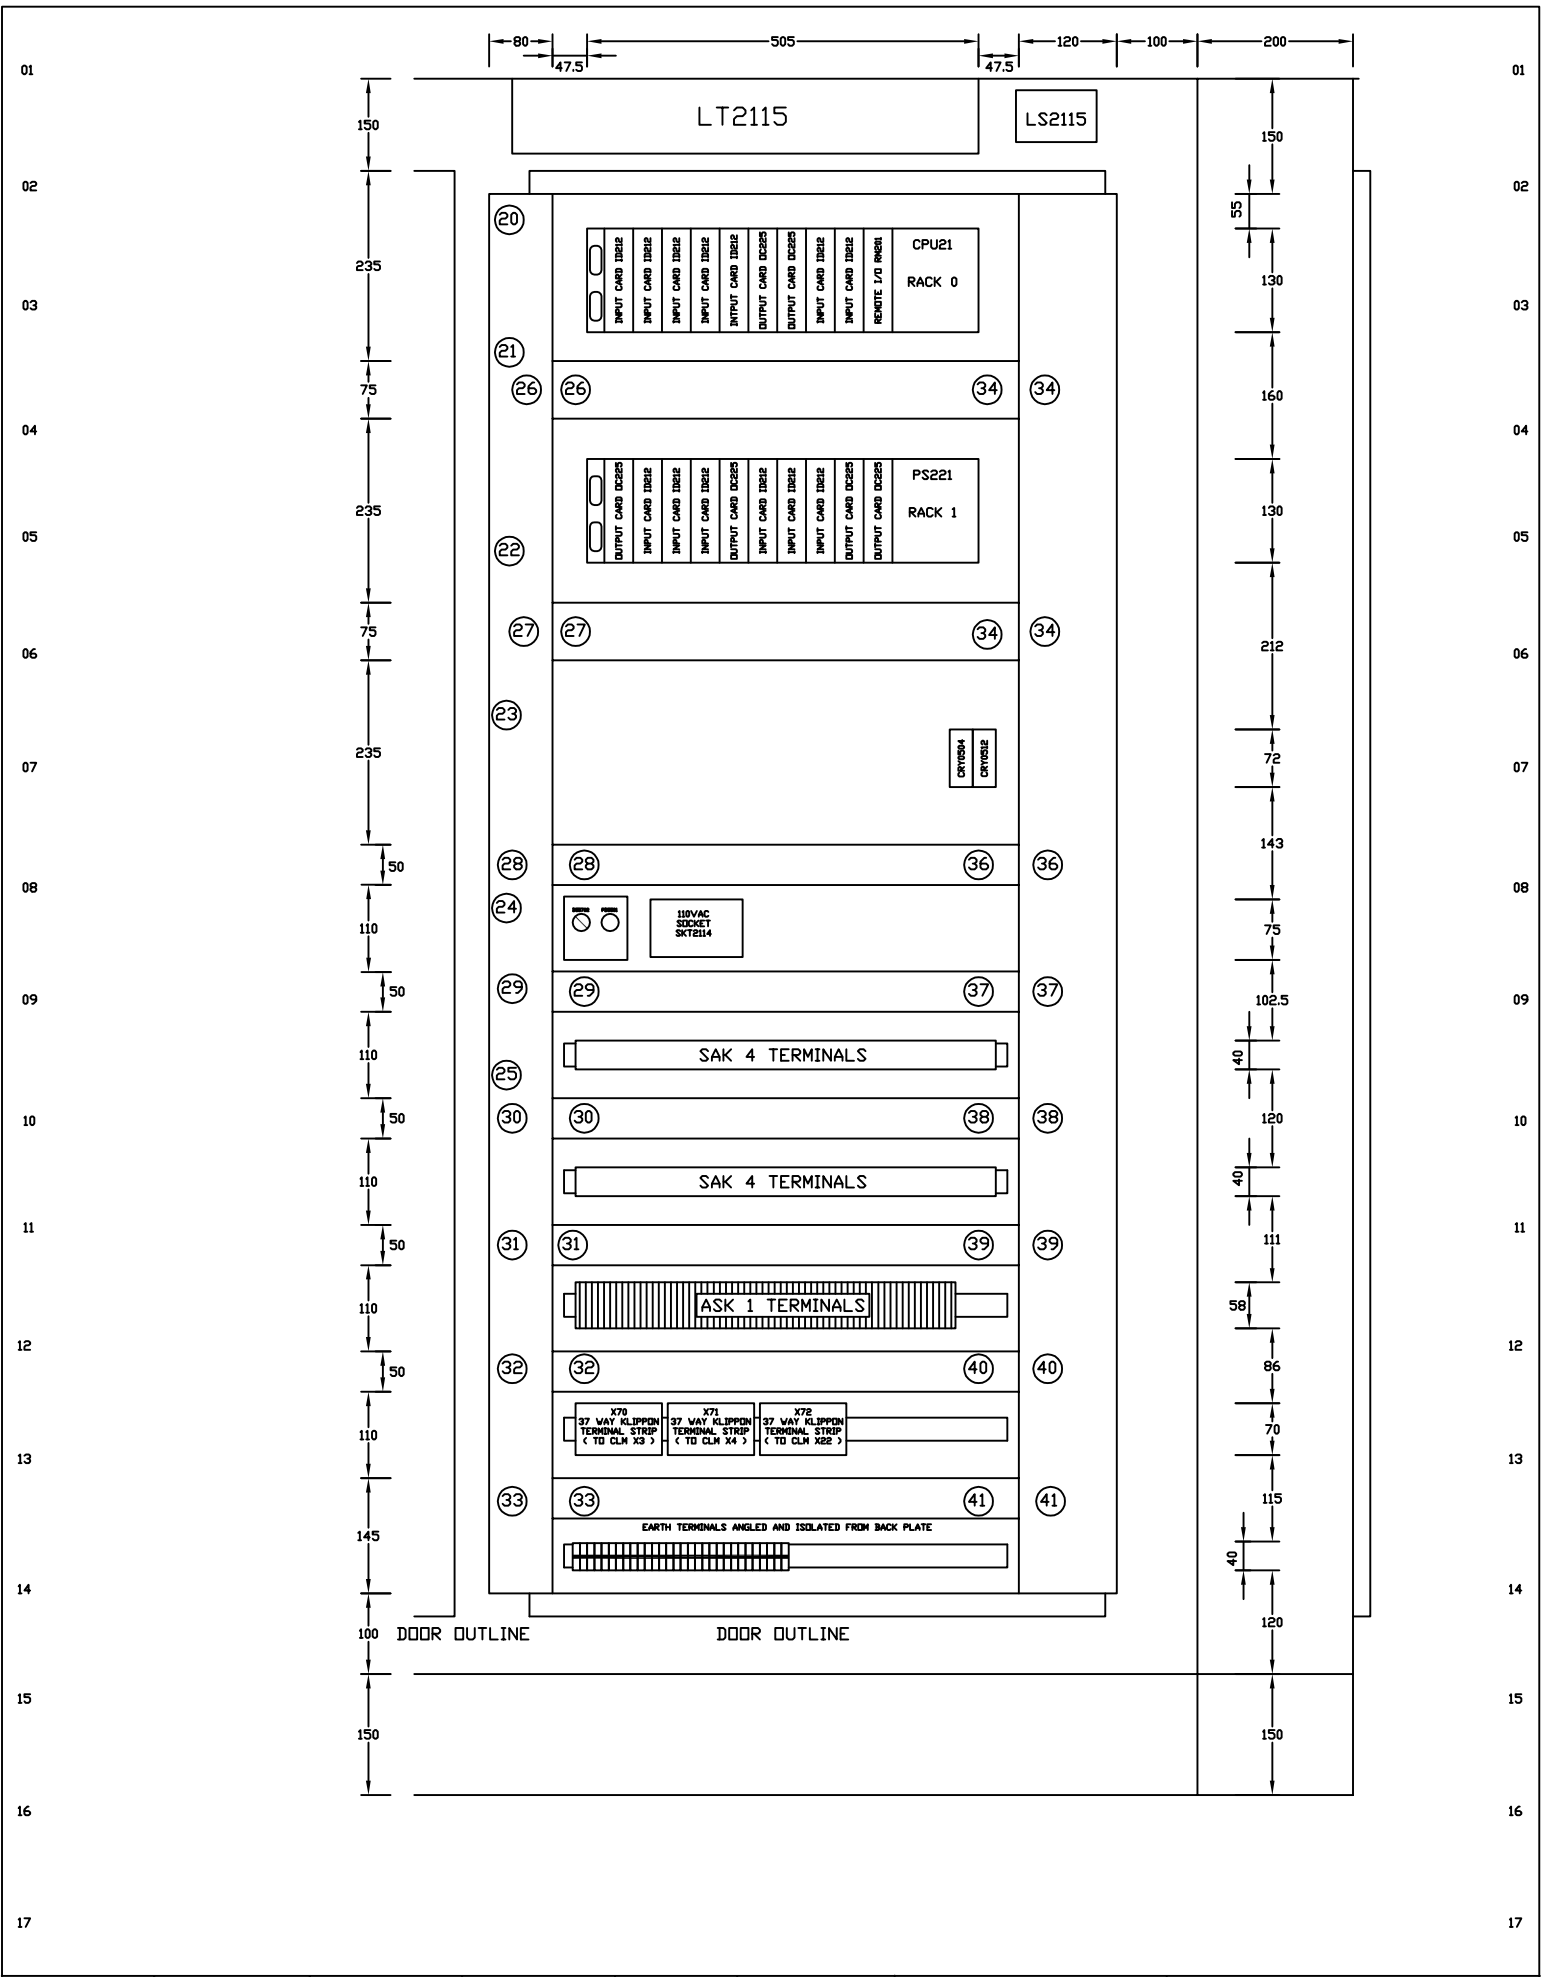 80
505
120
100
200
47.5
47.5
01
01
LT2115
LS2115
150
150
02
02
55
20
INPUT CARD ID212
INPUT CARD ID212
INPUT CARD ID212
INPUT CARD ID212
INTPUT CARD ID212
OUTPUT CARD OC225
OUTPUT CARD OC225
INPUT CARD ID212
INPUT CARD ID212
REMOTE I/O RM201
CPU21
RACK 0
235
130
03
03
21
75
26
26
34
34
160
04
04
OUTPUT CARD OC225
INPUT CARD ID212
INPUT CARD ID212
INPUT CARD ID212
OUTPUT CARD OC225
INPUT CARD ID212
INPUT CARD ID212
INPUT CARD ID212
OUTPUT CARD OC225
OUTPUT CARD OC225
PS221
RACK 1
235
130
05
05
22
75
27
27
34
34
212
06
06
23
235
CRY0504
CRY0512
72
07
07
143
50
28
28
36
36
08
08
24
110
110VAC
SOCKET
SKT2114
75
50
29
29
37
37
09
09
102.5
110
SAK 4 TERMINALS
40
25
50
30
30
38
38
10
10
120
110
SAK 4 TERMINALS
40
11
11
50
31
31
39
39
111
110
ASK 1 TERMINALS
58
12
12
50
32
32
40
40
86
110
X70
37 WAY KLIPPON
TERMINAL STRIP
( TO CLM X3 )
X71
37 WAY KLIPPON
TERMINAL STRIP
( TO CLM X4 )
X72
37 WAY KLIPPON
TERMINAL STRIP
( TO CLM X22 )
70
13
13
33
33
41
41
115
145
EARTH TERMINALS ANGLED AND ISOLATED FROM BACK PLATE
40
14
14
100
DOOR OUTLINE
DOOR OUTLINE
120
15
15
150
150
16
16
17
17